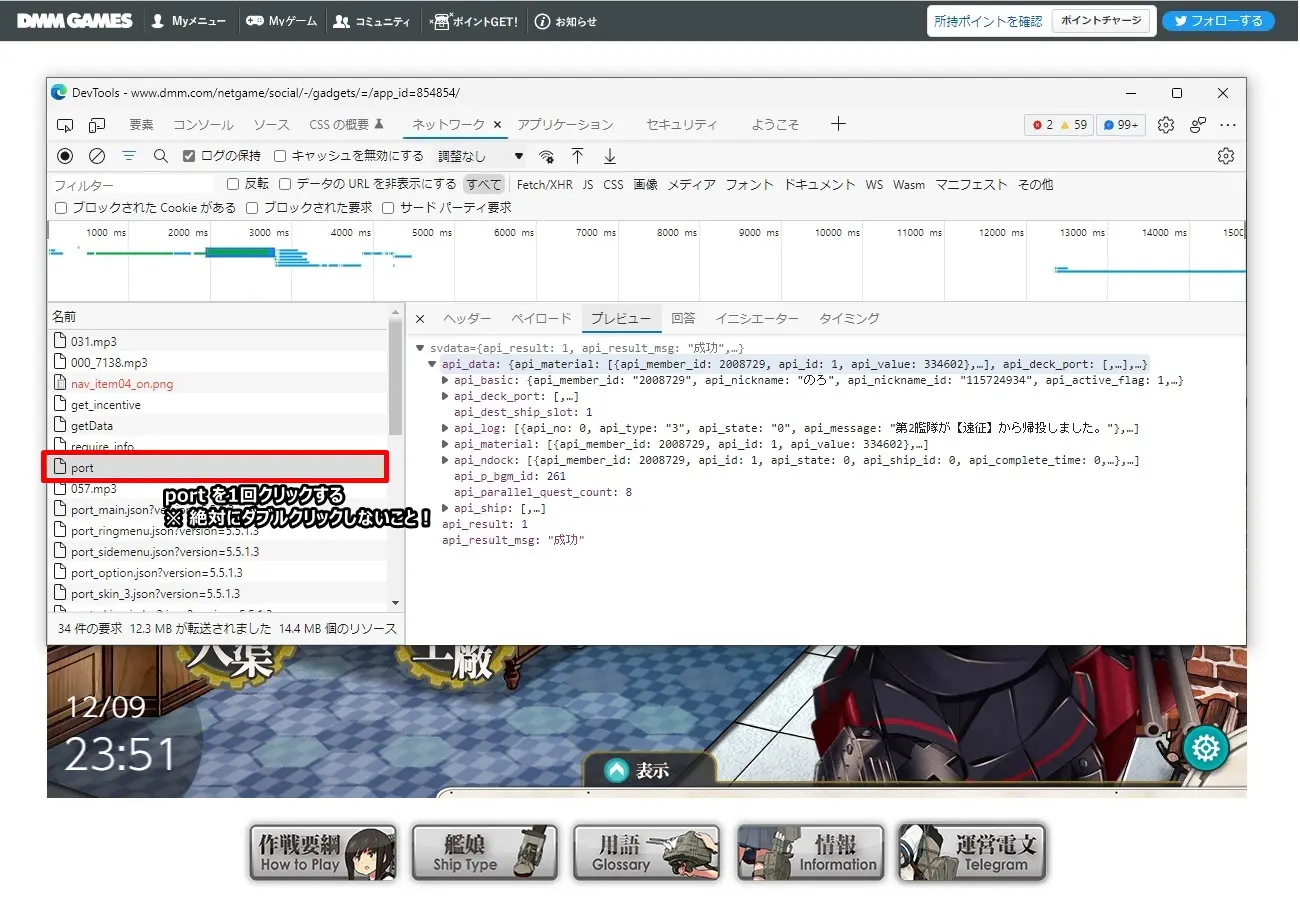 DMM GAMES Myメニュー Myゲーム コミュニティ ポイントGET! お知らせ 所持ポイントを確認 ポイントチャージ フォローする
DevTools - www.dmm.com/netgame/social/-/gadgets/=/app_id=854854/
要素 コンソール ソース CSS の概要 ネットワーク アプリケーション セキュリティ ようこそ 2 59 99+
ログの保持 キャッシュを無効にする 調整なし
フィルター 反転 データの URL を非表示にする すべて Fetch/XHR JS CSS 画像 メディア フォント ドキュメント WS Wasm マニフェスト その他
ブロックされた Cookie がある ブロックされた要求 サード パーティ要求
1000 ms 2000 ms 3000 ms 4000 ms 5000 ms 6000 ms 7000 ms 8000 ms 9000 ms 10000 ms 11000 ms 12000 ms 13000 ms 14000 ms 1500
名前
031.mp3
000_7138.mp3
nav_item04_on.png
get_incentive
getData
require_info
port
057.mp3
port_main.json?version=5.5.1.3
port_ringmenu.json?version=5.5.1.3
port_sidemenu.json?version=5.5.1.3
port_option.json?version=5.5.1.3
port_skin_3.json?version=5.5.1.3
34 件の要求 12.3 MB が転送されました 14.4 MB 個のリソース
port を1回クリックする
※ 絶対にダブルクリックしないこと！
ヘッダー ペイロード プレビュー 回答 イニシエーター タイミング
svdata={api_result: 1, api_result_msg: "成功",…}
api_data: {api_material: [{api_member_id: 2008729, api_id: 1, api_value: 334602},…], api_deck_port: [,…],…}
api_basic: {api_member_id: "2008729", api_nickname: "のろ", api_nickname_id: "115724934", api_active_flag: 1,…}
api_deck_port: [,…]
api_dest_ship_slot: 1
api_log: [{api_no: 0, api_type: "3", api_state: "0", api_message: "第2艦隊が【遠征】から帰投しました。"},…]
api_material: [{api_member_id: 2008729, api_id: 1, api_value: 334602},…]
api_ndock: [{api_member_id: 2008729, api_id: 1, api_state: 0, api_ship_id: 0, api_complete_time: 0,…},…]
api_p_bgm_id: 261
api_parallel_quest_count: 8
api_ship: [,…]
api_result: 1
api_result_msg: "成功"
入渠 工廠
12/09
23:51
表示
作戦要綱 艦娘 用語 情報 運営電文
How to Play Ship Type Glossary Information Telegram